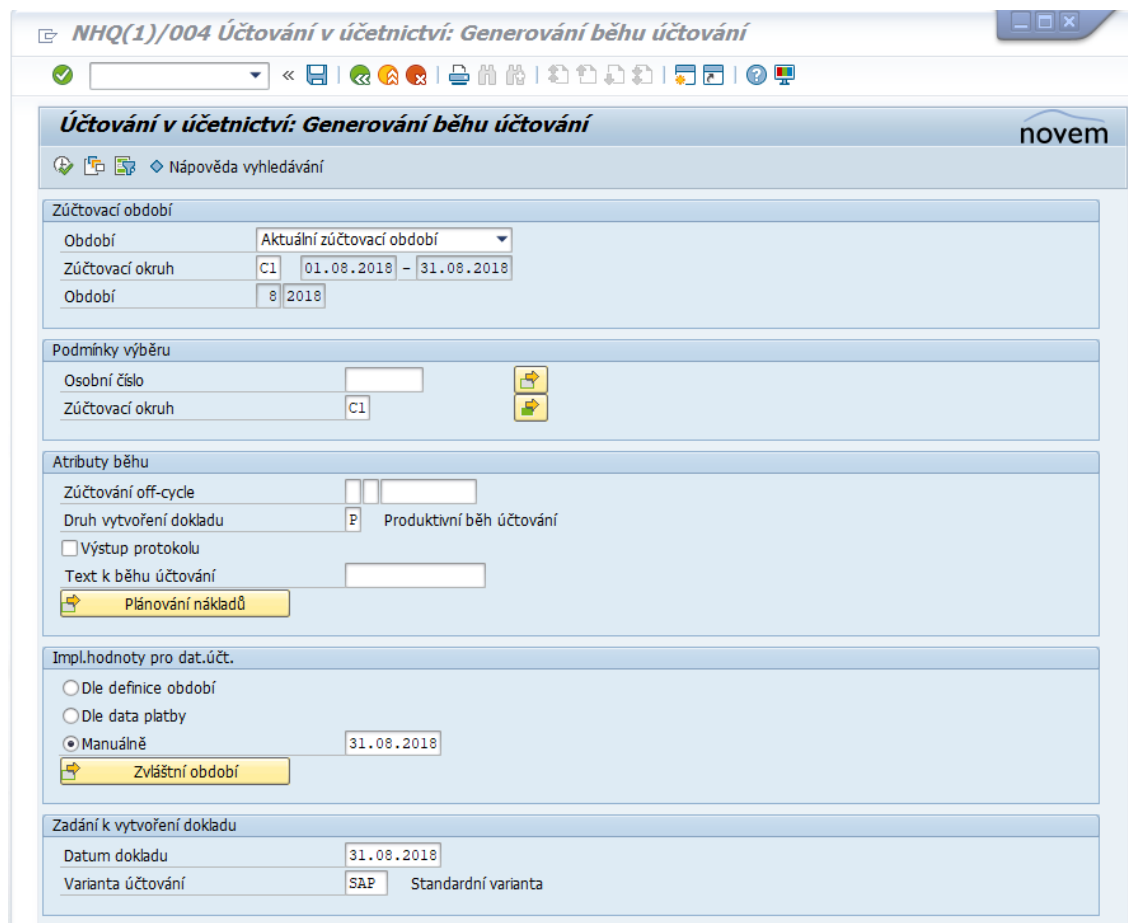 NHQ(1)/004 Účtování v účetnictví: Generování běhu účtování
Účtování v účetnictví: Generování běhu účtování
novem
Nápověda vyhledávání
Zúčtovací období
Období Aktuální zúčtovací období
Zúčtovací okruh C1 01.08.2018 - 31.08.2018
Období 8 2018
Podmínky výběru
Osobní číslo
Zúčtovací okruh C1
Atributy běhu
Zúčtování off-cycle
Druh vytvoření dokladu P Produktivní běh účtování
Výstup protokolu
Text k běhu účtování
Plánování nákladů
Impl.hodnoty pro dat.účt.
Dle definice období
Dle data platby
Manuálně 31.08.2018
Zvláštní období
Zadání k vytvoření dokladu
Datum dokladu 31.08.2018
Varianta účtování SAP Standardní varianta